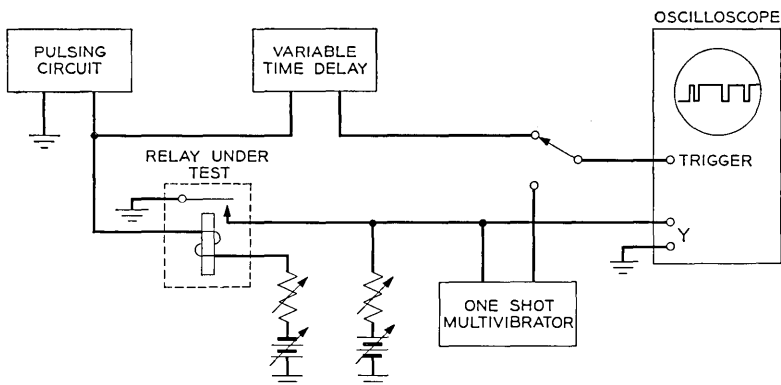 OSCILLOSCOPE
PULSING
CIRCUIT
VARIABLE
TIME DELAY
RELAY UNDER
TEST
TRIGGER
Y
ONE SHOT
MULTIVIBRATOR